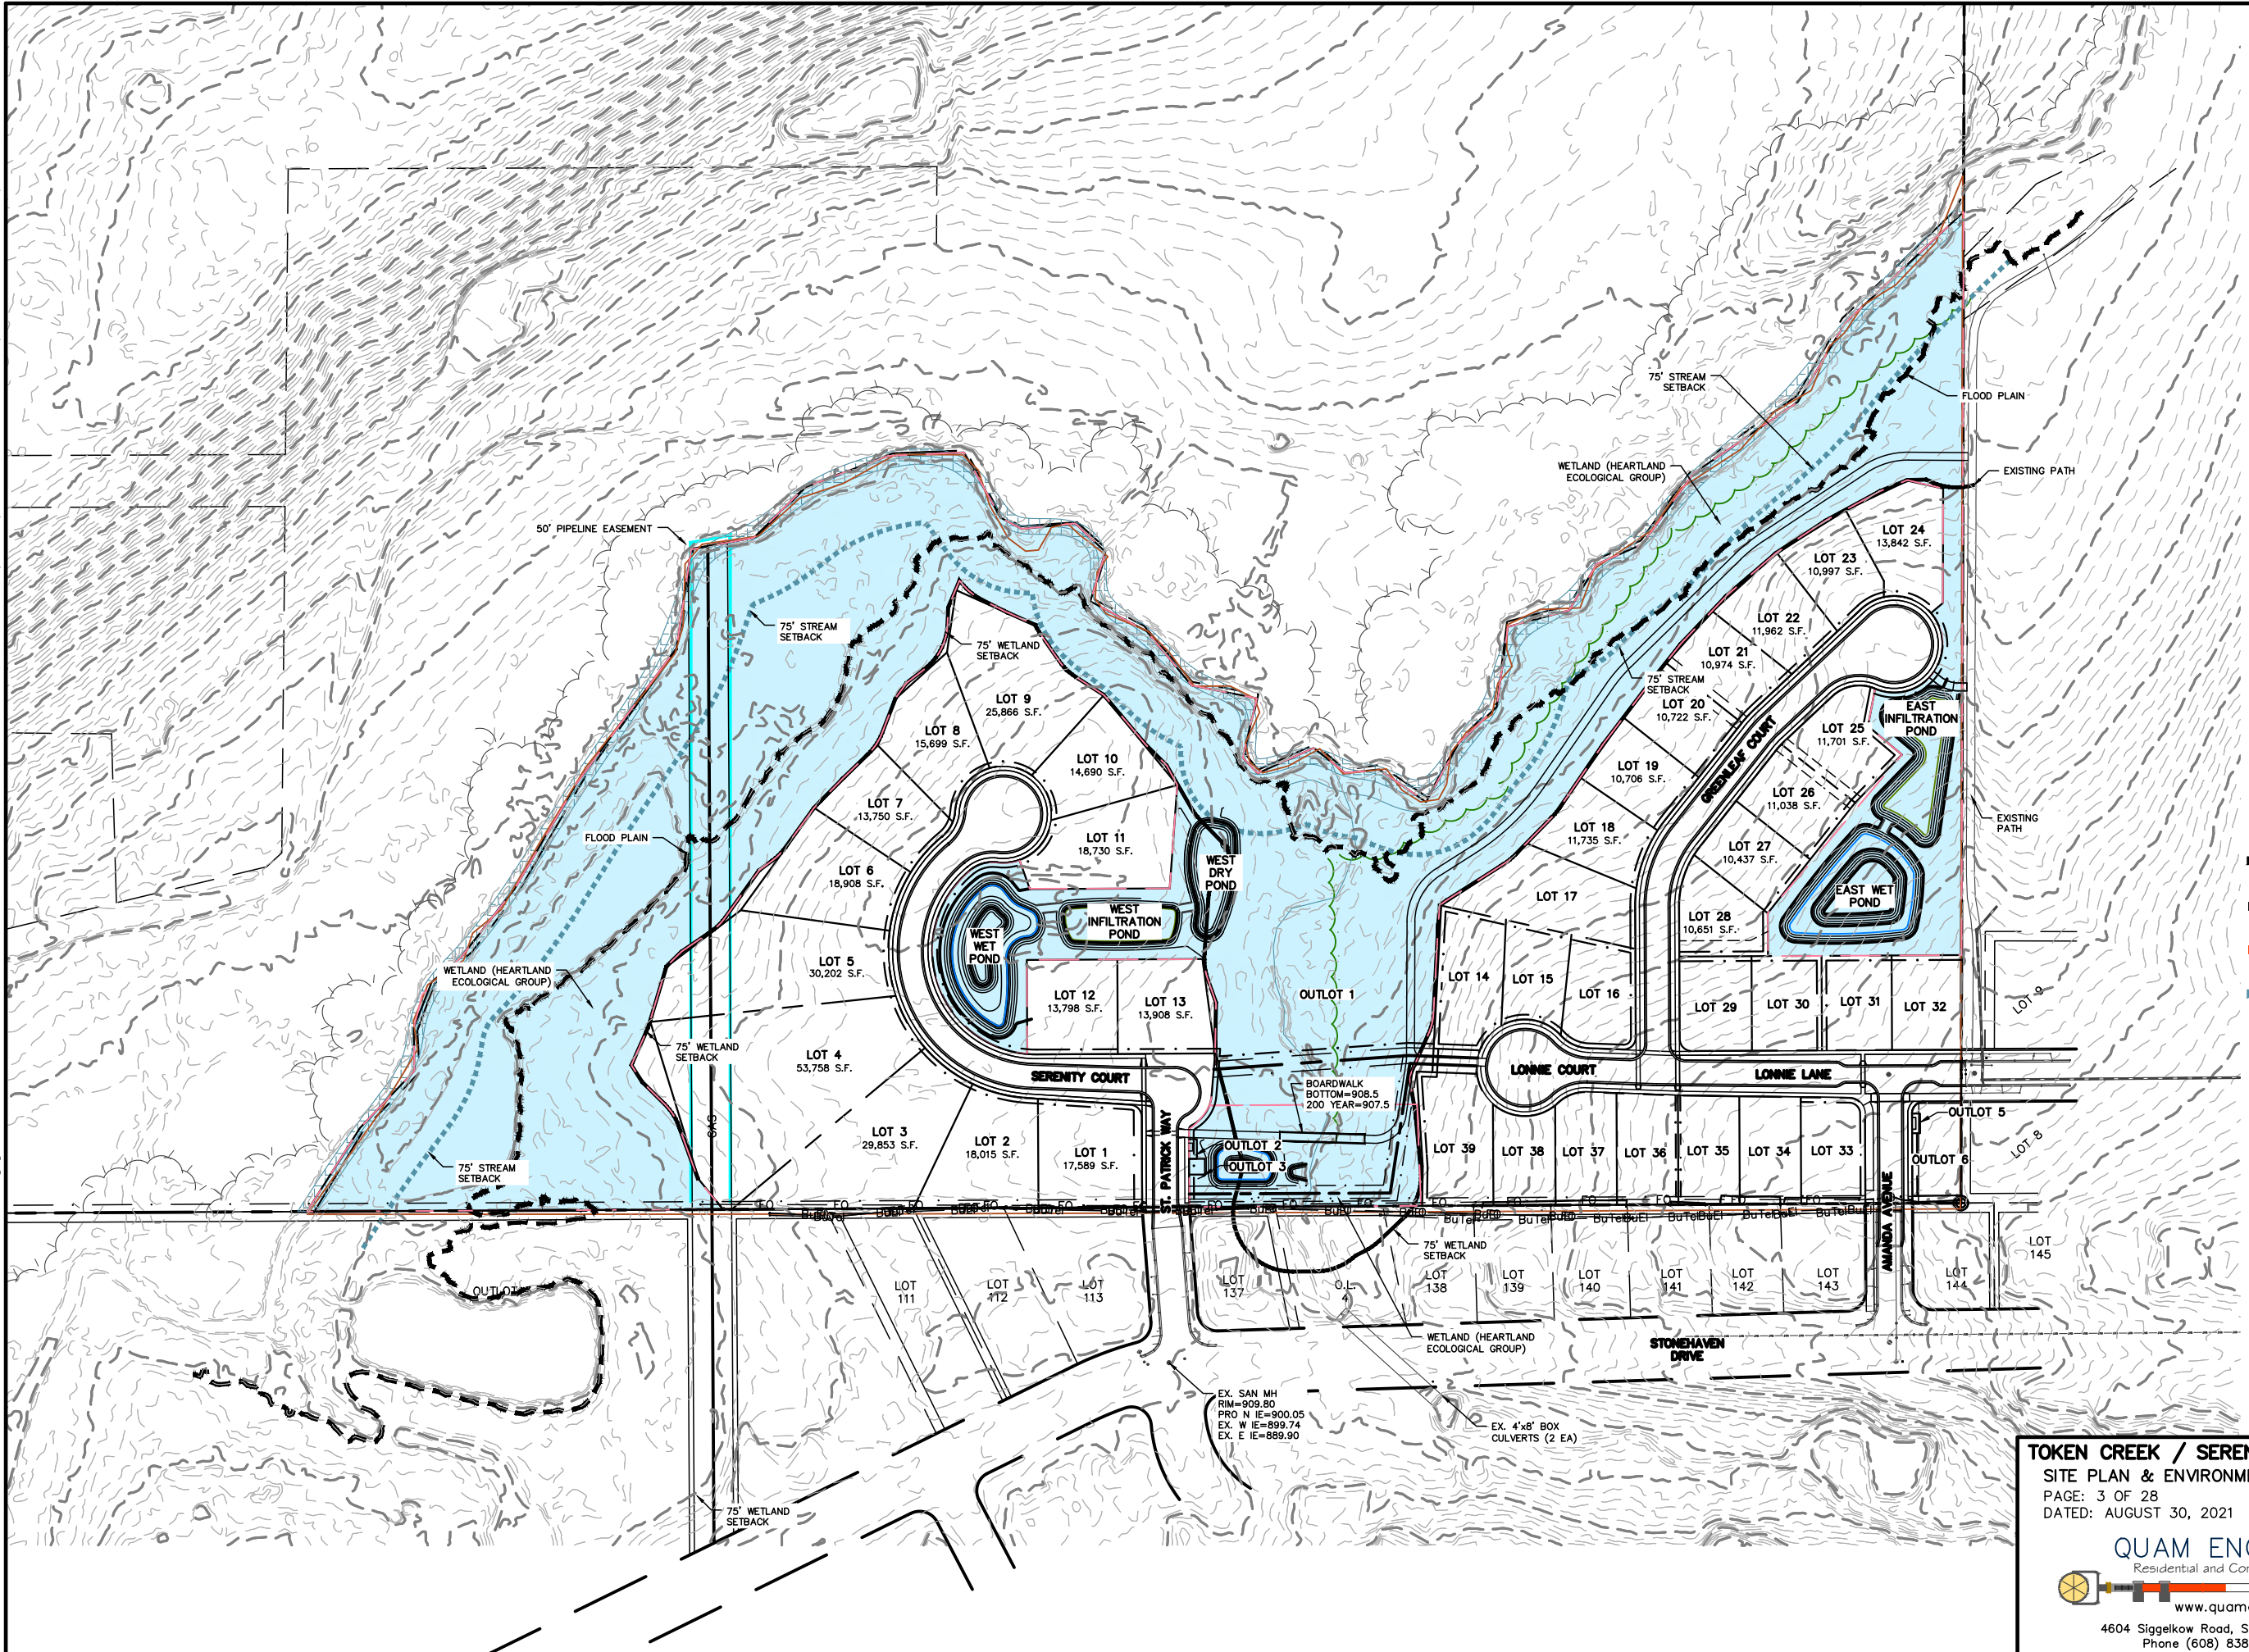 75' STREAM
SETBACK
FLOOD PLAIN
WETLAND (HEARTLAND
ECOLOGICAL GROUP)
EXISTING PATH
50' PIPELINE EASEMENT
LOT 24
13,842 S.F.
LOT 23
10,997 S.F.
75' STREAM
SETBACK
75' WETLAND
SETBACK
LOT 22
11,962 S.F.
LOT 21
10,974 S.F.
75' STREAM
SETBACK
LOT 20
10,722 S.F.
LOT 9
25,866 S.F.
LOT 8
15,699 S.F.
LOT 10
14,690 S.F.
EAST
INFILTRATION
POND
LOT 25
11,701 S.F.
GREENLEAF COURT
LOT 19
10,706 S.F.
LOT 26
11,038 S.F.
LOT 7
13,750 S.F.
EXISTING
PATH
FLOOD PLAIN
LOT 11
18,730 S.F.
LOT 18
11,735 S.F.
LOT 27
10,437 S.F.
WEST
DRY
POND
LOT 6
18,908 S.F.
EAST WET
POND
LOT 17
WEST
INFILTRATION
POND
WEST
WET
POND
LOT 28
10,651 S.F.
LOT 5
30,202 S.F.
WETLAND (HEARTLAND
ECOLOGICAL GROUP)
LOT 14
LOT 15
LOT 16
OUTLOT 1
LOT 12
13,798 S.F.
LOT 13
13,908 S.F.
LOT 29
LOT 30
LOT 31
LOT 32
LOT 9
75' WETLAND
SETBACK
LOT 4
53,758 S.F.
SERENITY COURT
LONNIE COURT
LONNIE LANE
BOARDWALK
BOTTOM=908.5
200 YEAR=907.5
GAS
OUTLOT 5
LOT 3
29,853 S.F.
LOT 2
18,015 S.F.
LOT 1
17,589 S.F.
ST. PATRICK WAY
OUTLOT 2
OUTLOT 3
LOT 39
LOT 38
LOT 37
LOT 36
LOT 35
LOT 34
LOT 33
OUTLOT 6
LOT 8
75' STREAM
SETBACK
AMANDA AVENUE
75' WETLAND
SETBACK
LOT
145
OUTLOT
LOT
111
LOT
112
LOT
113
LOT
137
O.L.
4
LOT
138
LOT
139
LOT
140
LOT
141
LOT
142
LOT
143
LOT
144
WETLAND (HEARTLAND
ECOLOGICAL GROUP)
STONEHAVEN
DRIVE
EX. SAN MH
RIM=909.80
PRO N IE=900.05
EX. W IE=899.74
EX. E IE=889.90
EX. 4'x8' BOX
CULVERTS (2 EA)
75' WETLAND
SETBACK
TOKEN CREEK / SEREN
SITE PLAN & ENVIRONM
PAGE: 3 OF 28
DATED: AUGUST 30, 2021
QUAM EN
Residential and Co
www.quam
4604 Siggelkow Road, S
Phone (608) 838